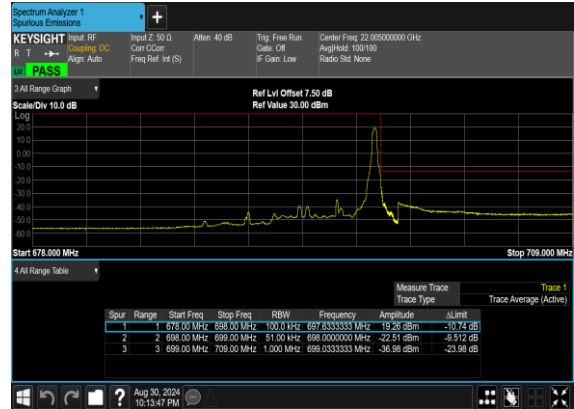 Spectrum Analyzer 1
Spurious Emissions
KEYSIGHT Input: RF Input Z: 50 Ω Atten: 40 dB Trig: Free Run Center Freq: 22.005000000 GHz
R T Coupling: DC Corr CCorr Gate: Off Avg|Hold: 100/100
Align: Auto Freq Ref: Int (S) IF Gain: Low Radio Std: None
LM PASS
3 All Range Graph Ref Lvl Offset 7.50 dB
Scale/Div 10.0 dB Ref Value 30.00 dBm
Log
20.0
10.0
0.00
-10.0
-20.0
-30.0
-40.0
-50.0
-60.0
Start 678.000 MHz Stop 709.000 MHz
4 All Range Table
Measure Trace Trace 1
Trace Type Trace Average (Active)
Spur Range Start Freq Stop Freq RBW Frequency Amplitude ΔLimit
1 1 678.00 MHz 698.00 MHz 100.0 kHz 697.6333333 MHz 19.26 dBm -10.74 dB
2 2 698.00 MHz 699.00 MHz 51.00 kHz 698.0000000 MHz -22.51 dBm -9.512 dB
3 3 699.00 MHz 709.00 MHz 1.000 MHz 699.0333333 MHz -36.98 dBm -23.98 dB
? Aug 30, 2024
10:13:47 PM